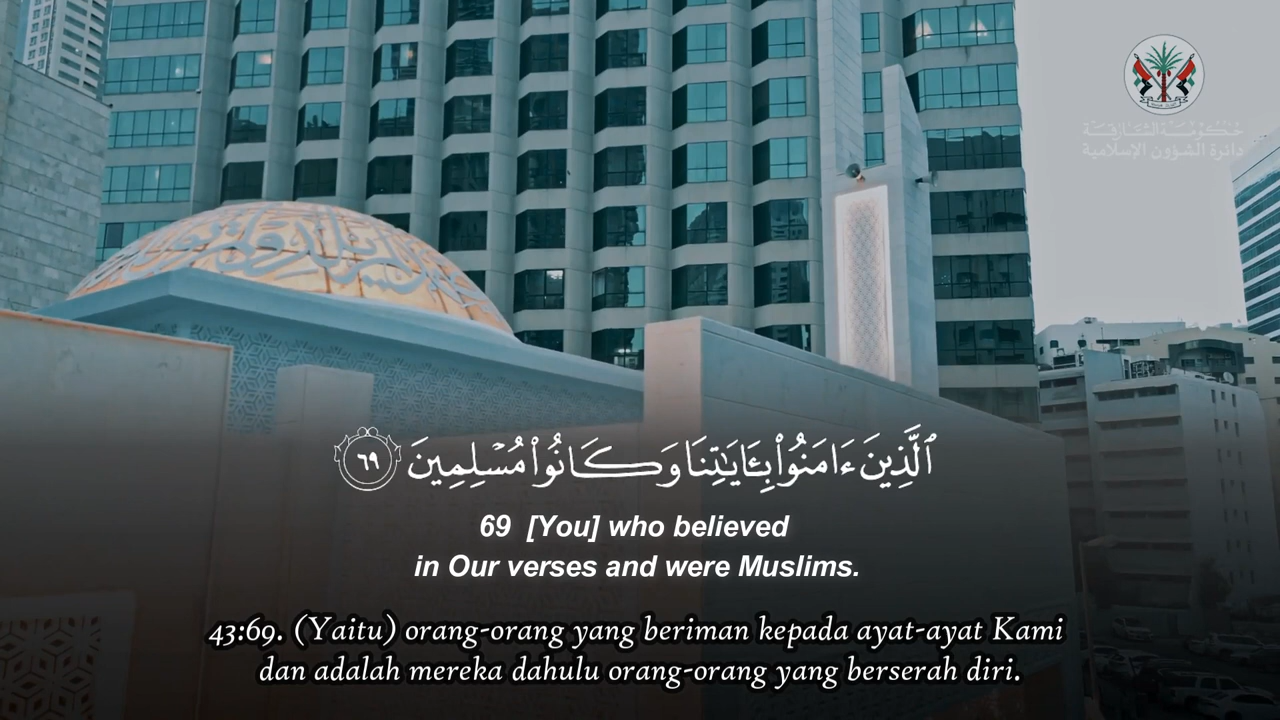 حكومة الشارقة
دائرة الشؤون الإسلامية
ٱلَّذِينَ ءَامَنُوا۟ بِـَٔايَـٰتِنَا وَكَانُوا۟ مُسْلِمِينَ ٦٩
69 [You] who believed
in Our verses and were Muslims.
43:69. (Yaitu) orang-orang yang beriman kepada ayat-ayat Kami
dan adalah mereka dahulu orang-orang yang berserah diri.